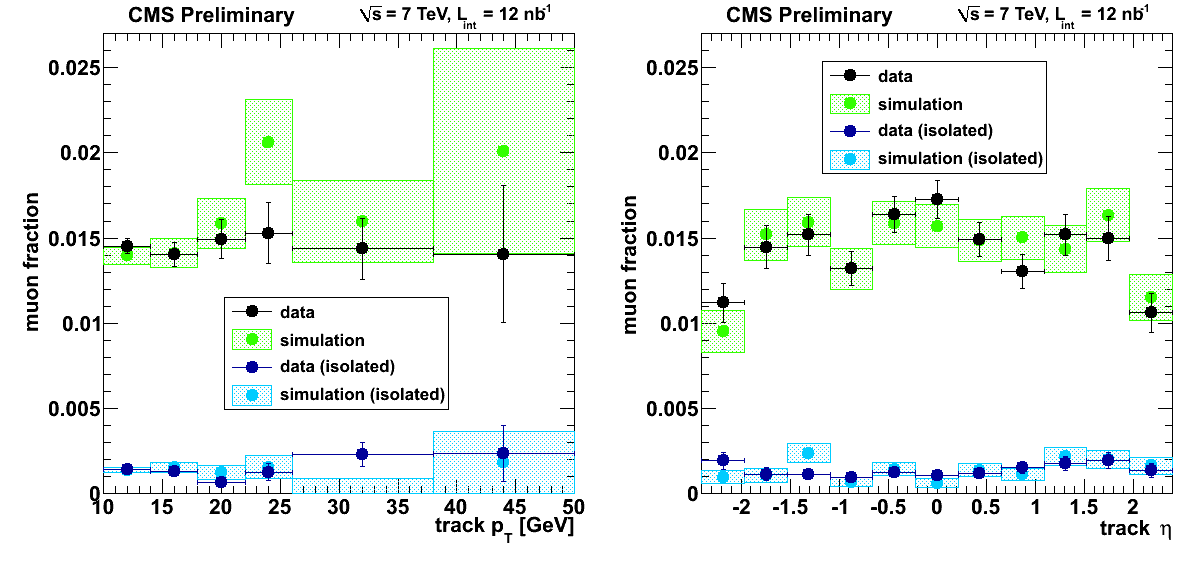 CMS Preliminary √s = 7 TeV, L_int = 12 nb⁻¹
0.025
0.02
0.015
0.01
0.005
0
muon fraction
data
simulation
data (isolated)
simulation (isolated)
10 15 20 25 30 35 40 45 50
track p_T [GeV]
CMS Preliminary √s = 7 TeV, L_int = 12 nb⁻¹
0.025
0.02
0.015
0.01
0.005
0
muon fraction
data
simulation
data (isolated)
simulation (isolated)
-2 -1.5 -1 -0.5 0 0.5 1 1.5 2
track η